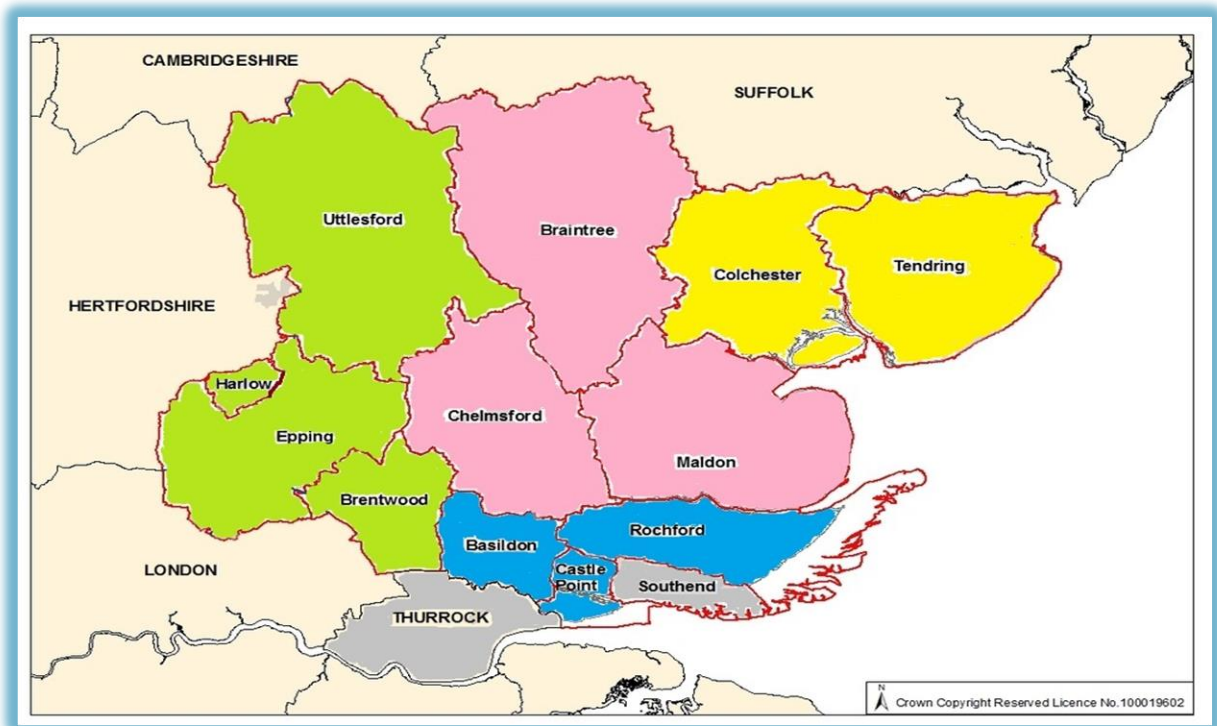 CAMBRIDGESHIRE
SUFFOLK
Uttlesford
Braintree
Colchester
Tendring
HERTFORDSHIRE
Harlow
Epping
Chelmsford
Maldon
Brentwood
Basildon
Rochford
Castle
Point
Southend
LONDON
THURROCK
N
Crown Copyright Reserved Licence No.100019602